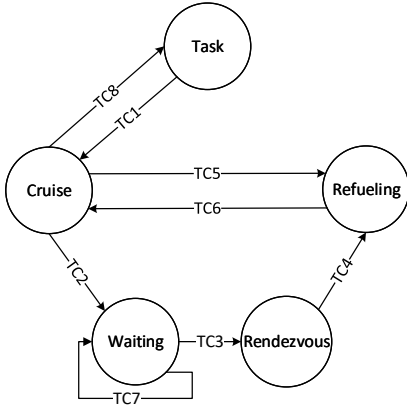 Task
TC8
TC1
Cruise
TC5
Refueling
TC6
TC2
TC4
Waiting
TC3
Rendezvous
TC7